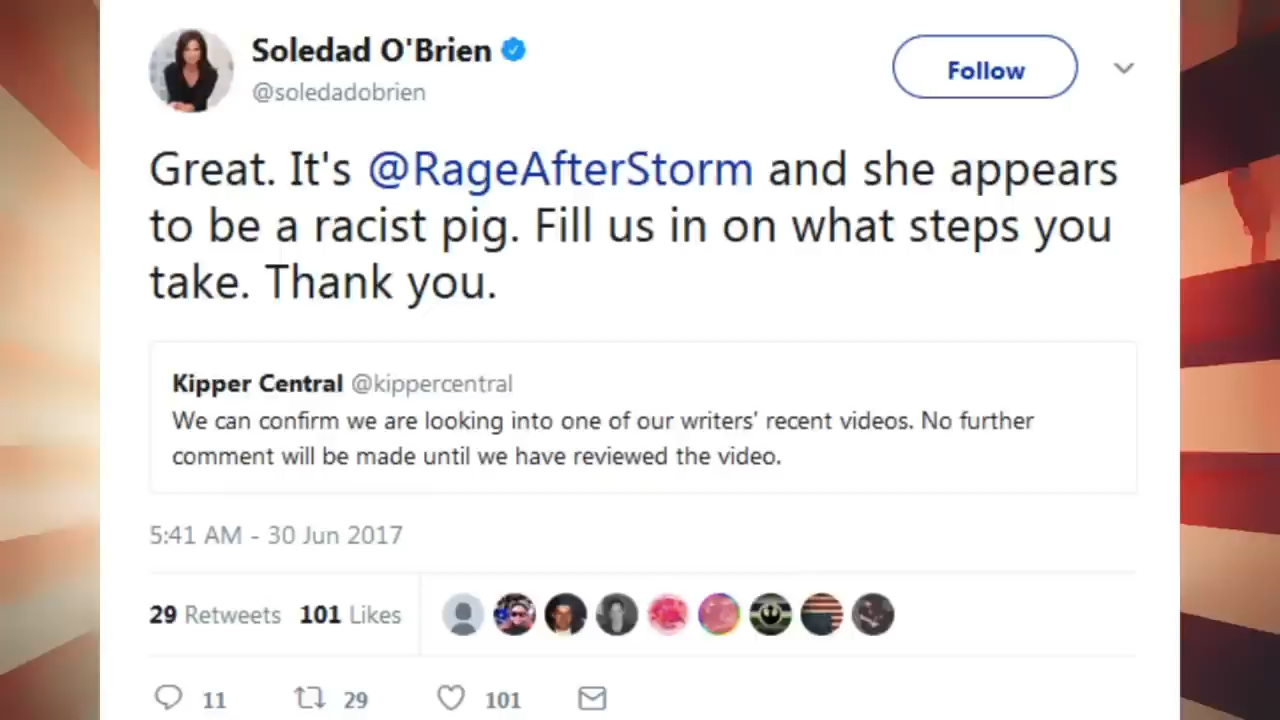 Soledad O'Brien
@soledadobrien
Follow
Great. It's @RageAfterStorm and she appears
to be a racist pig. Fill us in on what steps you
take. Thank you.
Kipper Central @kippercentral
We can confirm we are looking into one of our writers' recent videos. No further
comment will be made until we have reviewed the video.
5:41 AM - 30 Jun 2017
29 Retweets 101 Likes
11 29 101